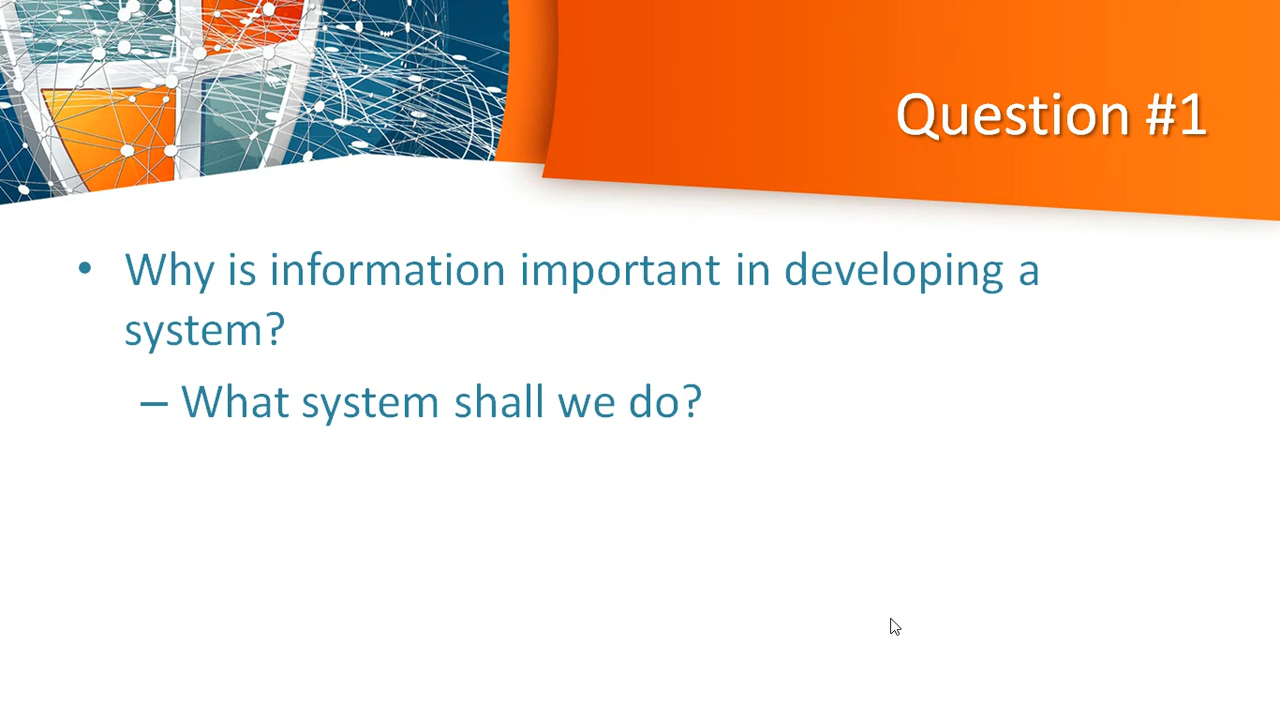 Question #1
• Why is information important in developing a
system?
– What system shall we do?